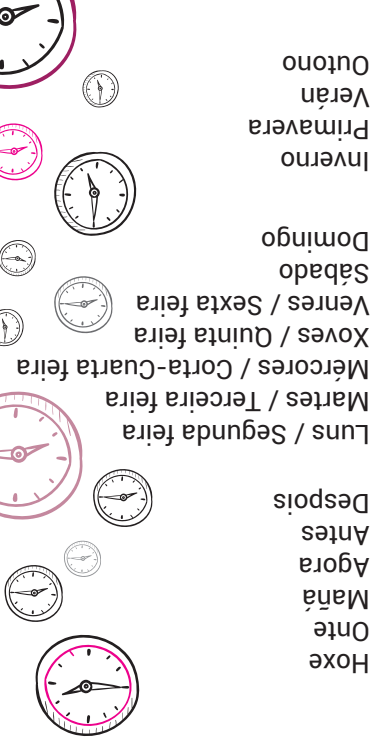 Hoxe
Onte
Mañá
Agora
Antes
Despois
Luns / Segunda feira
Martes / Terceira feira
Mércores / Corta-Cuarta feira
Xoves / Quinta feira
Venres / Sexta feira
Sábado
Domingo
Inverno
Primavera
Verán
Outono